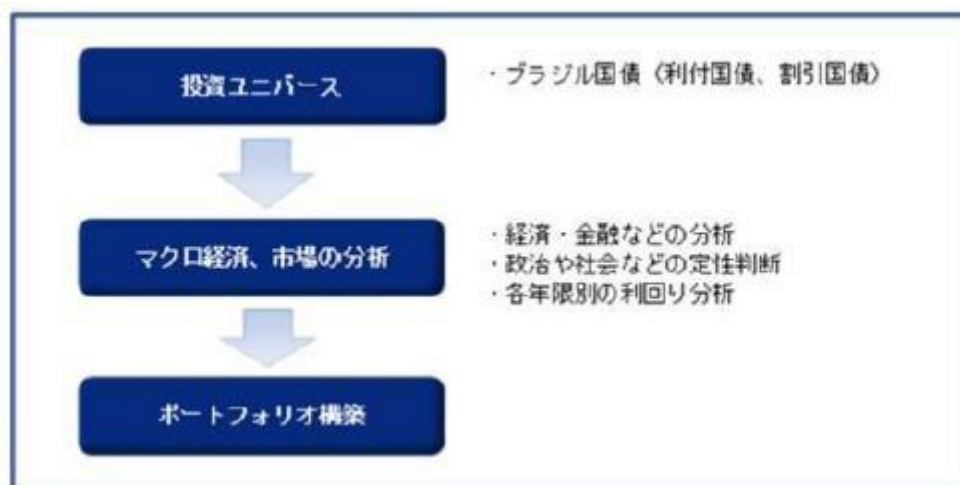 投資ユニバース
・ブラジル国債（利付国債、割引国債）
マクロ経済、市場の分析
・経済・金融などの分析
・政治や社会などの定性判断
・各年限別の利回り分析
ポートフォリオ構築